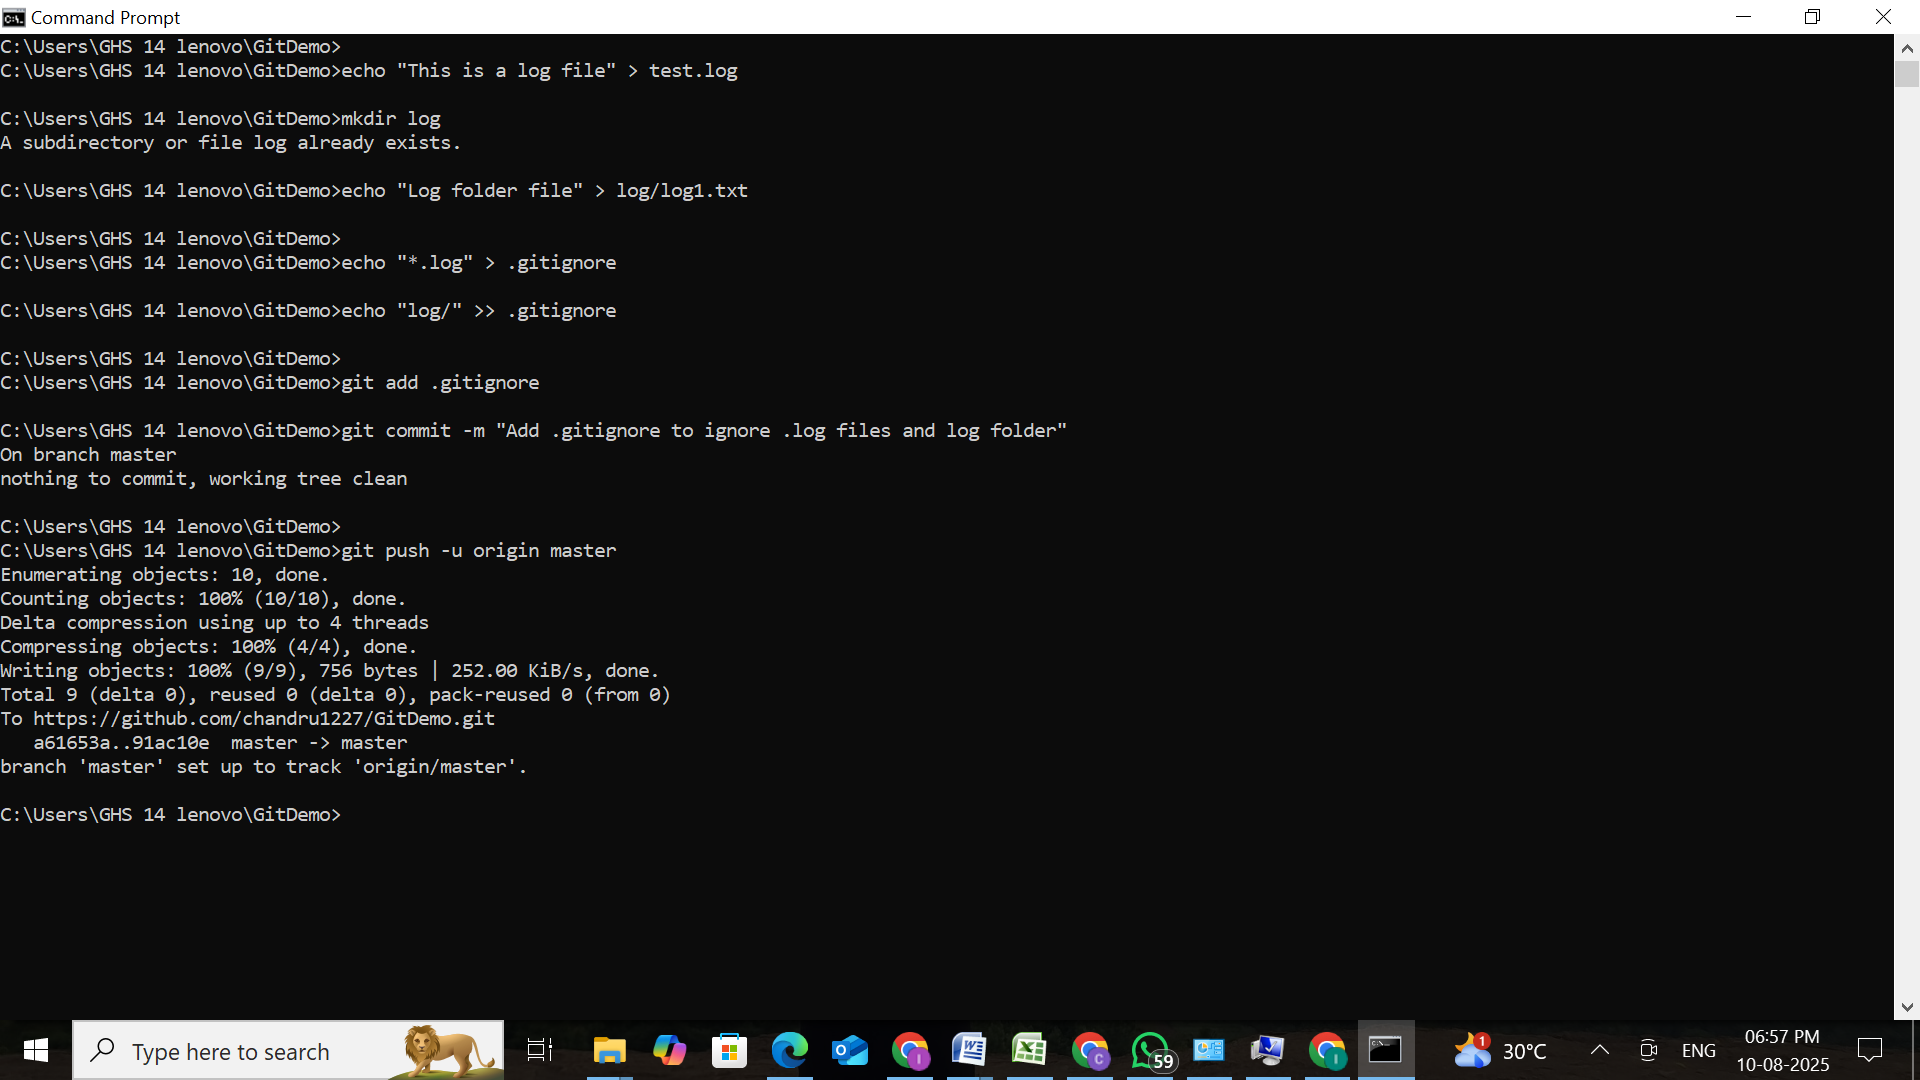 Command Prompt
C:\Users\GHS 14 lenovo\GitDemo>
C:\Users\GHS 14 lenovo\GitDemo>echo "This is a log file" > test.log
C:\Users\GHS 14 lenovo\GitDemo>mkdir log
A subdirectory or file log already exists.
C:\Users\GHS 14 lenovo\GitDemo>echo "Log folder file" > log/log1.txt
C:\Users\GHS 14 lenovo\GitDemo>
C:\Users\GHS 14 lenovo\GitDemo>echo "*.log" > .gitignore
C:\Users\GHS 14 lenovo\GitDemo>echo "log/" >> .gitignore
C:\Users\GHS 14 lenovo\GitDemo>
C:\Users\GHS 14 lenovo\GitDemo>git add .gitignore
C:\Users\GHS 14 lenovo\GitDemo>git commit -m "Add .gitignore to ignore .log files and log folder"
On branch master
nothing to commit, working tree clean
C:\Users\GHS 14 lenovo\GitDemo>
C:\Users\GHS 14 lenovo\GitDemo>git push -u origin master
Enumerating objects: 10, done.
Counting objects: 100% (10/10), done.
Delta compression using up to 4 threads
Compressing objects: 100% (4/4), done.
Writing objects: 100% (9/9), 756 bytes | 252.00 KiB/s, done.
Total 9 (delta 0), reused 0 (delta 0), pack-reused 0 (from 0)
To https://github.com/chandru1227/GitDemo.git
   a61653a..91ac10e  master -> master
branch 'master' set up to track 'origin/master'.
C:\Users\GHS 14 lenovo\GitDemo>
Type here to search
59
1
30°C
ENG
06:57 PM
10-08-2025